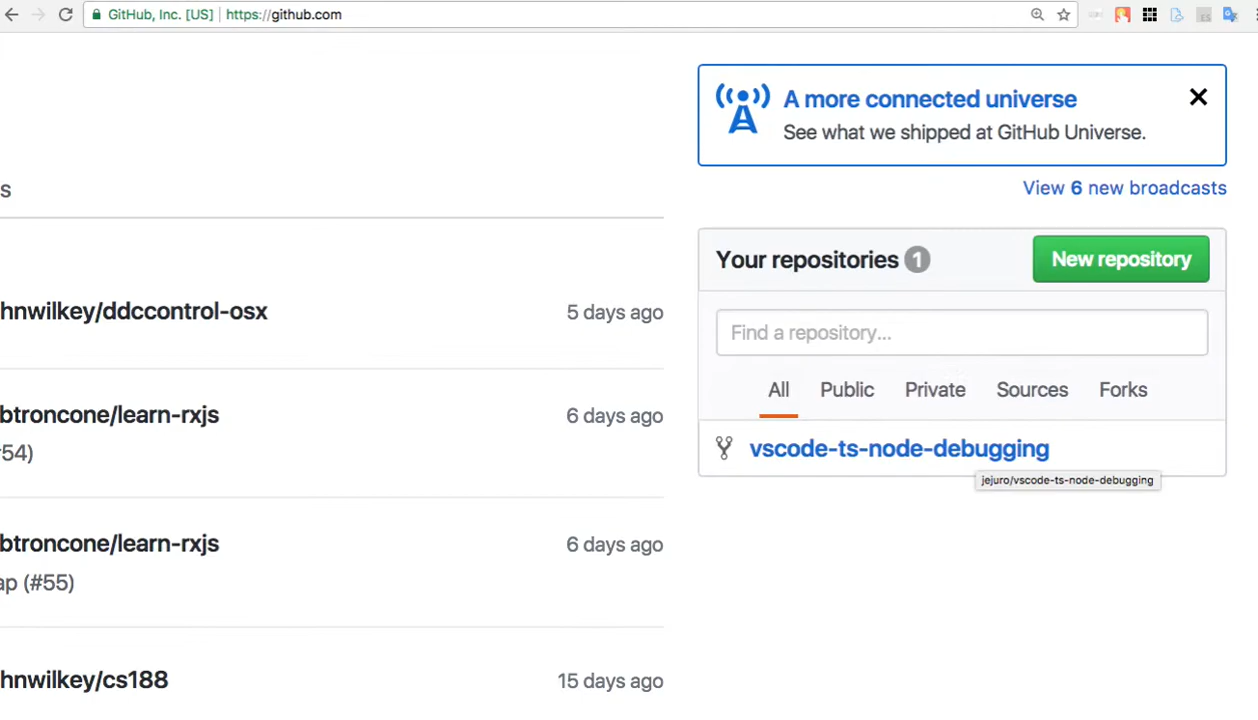 GitHub, Inc. [US] https://github.com
A more connected universe
See what we shipped at GitHub Universe.
View 6 new broadcasts
s
Your repositories 1
New repository
Find a repository...
All Public Private Sources Forks
vscode-ts-node-debugging
jejuro/vscode-ts-node-debugging
hnwilkey/ddccontrol-osx 5 days ago
btroncone/learn-rxjs 6 days ago
54)
btroncone/learn-rxjs 6 days ago
ap (#55)
hnwilkey/cs188 15 days ago